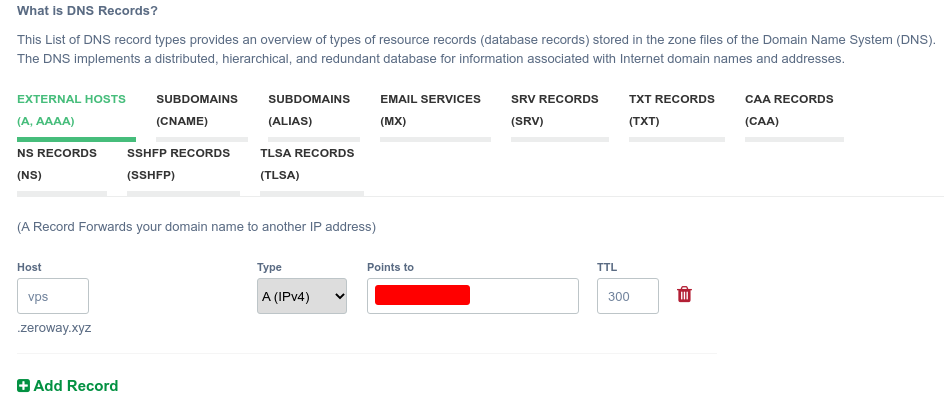 What is DNS Records?
This List of DNS record types provides an overview of types of resource records (database records) stored in the zone files of the Domain Name System (DNS).
The DNS implements a distributed, hierarchical, and redundant database for information associated with Internet domain names and addresses.
EXTERNAL HOSTS SUBDOMAINS SUBDOMAINS EMAIL SERVICES SRV RECORDS TXT RECORDS CAA RECORDS
(A, AAAA) (CNAME) (ALIAS) (MX) (SRV) (TXT) (CAA)
NS RECORDS SSHFP RECORDS TLSA RECORDS
(NS) (SSHFP) (TLSA)
(A Record Forwards your domain name to another IP address)
Host Type Points to TTL
vps A (IPv4) 300
.zeroway.xyz
Add Record